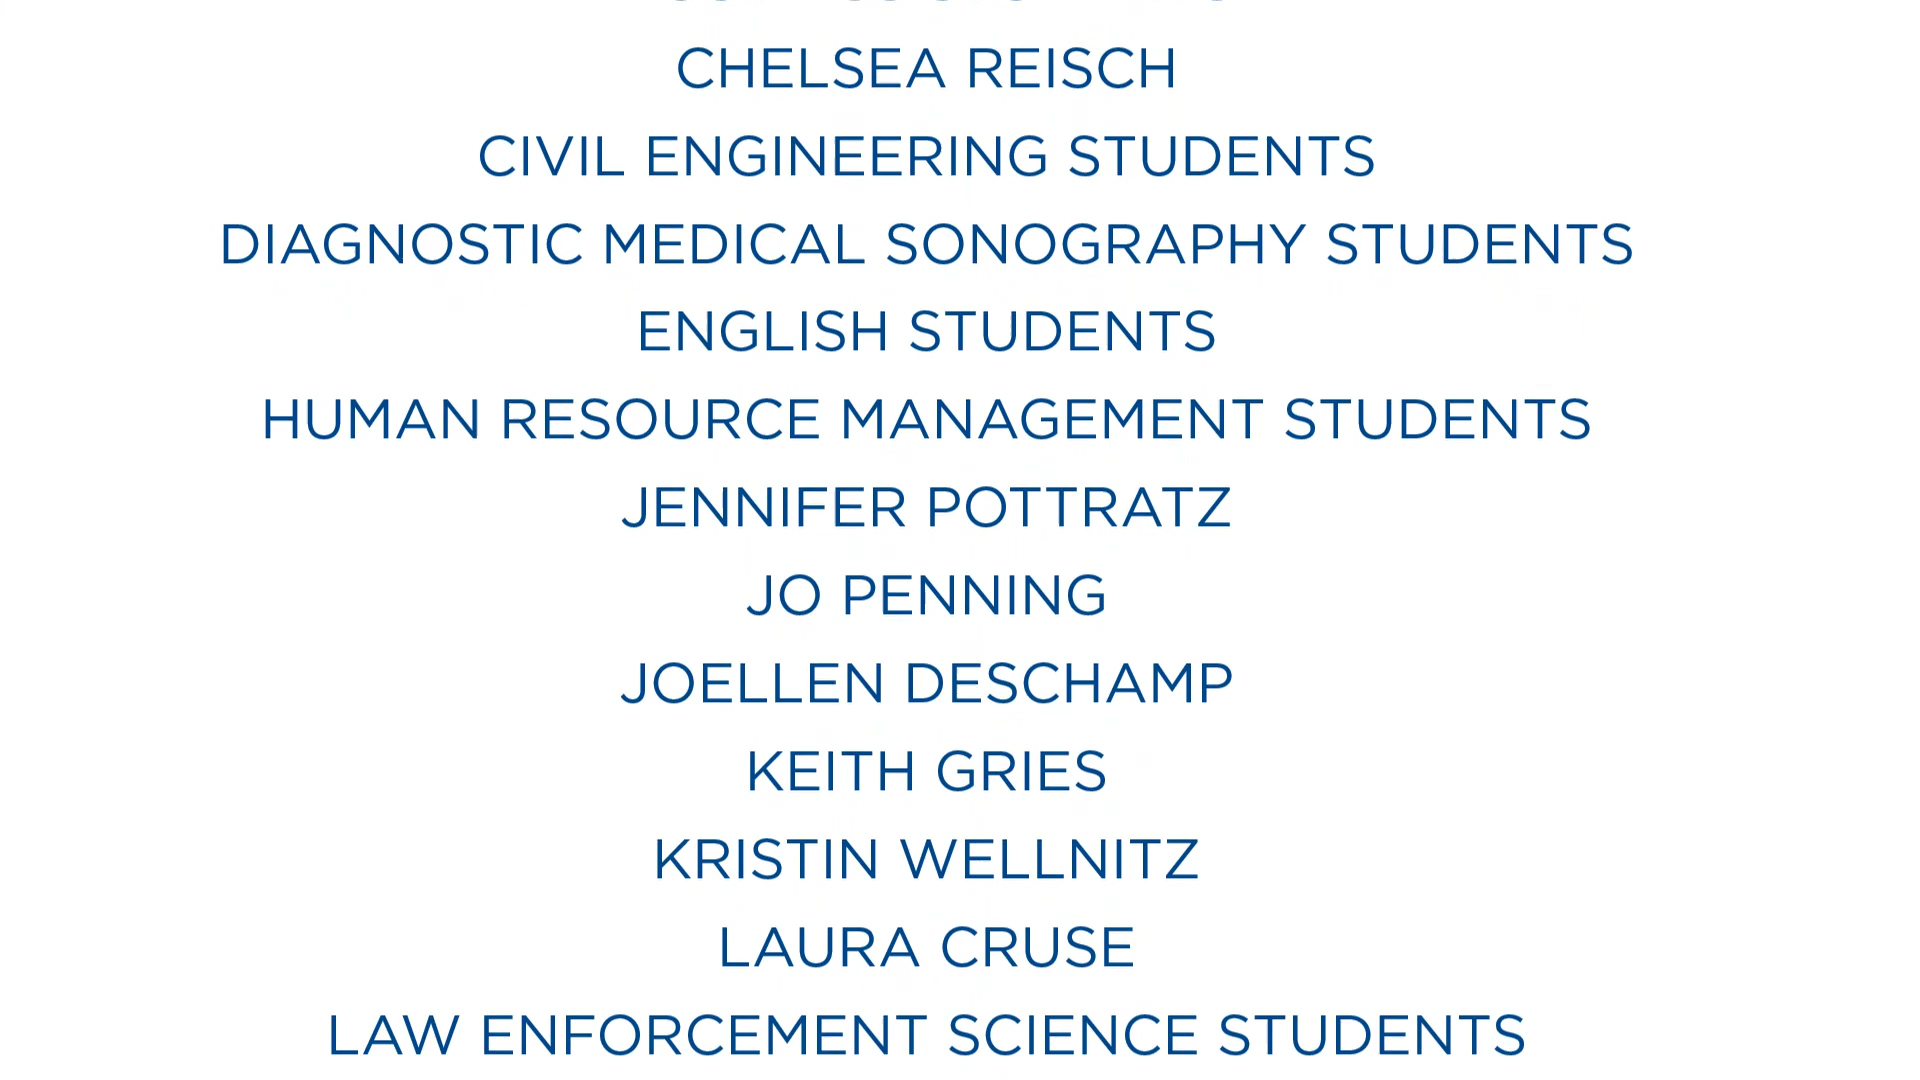 CHELSEA REISCH
CIVIL ENGINEERING STUDENTS
DIAGNOSTIC MEDICAL SONOGRAPHY STUDENTS
ENGLISH STUDENTS
HUMAN RESOURCE MANAGEMENT STUDENTS
JENNIFER POTTRATZ
JO PENNING
JOELLEN DESCHAMP
KEITH GRIES
KRISTIN WELLNITZ
LAURA CRUSE
LAW ENFORCEMENT SCIENCE STUDENTS